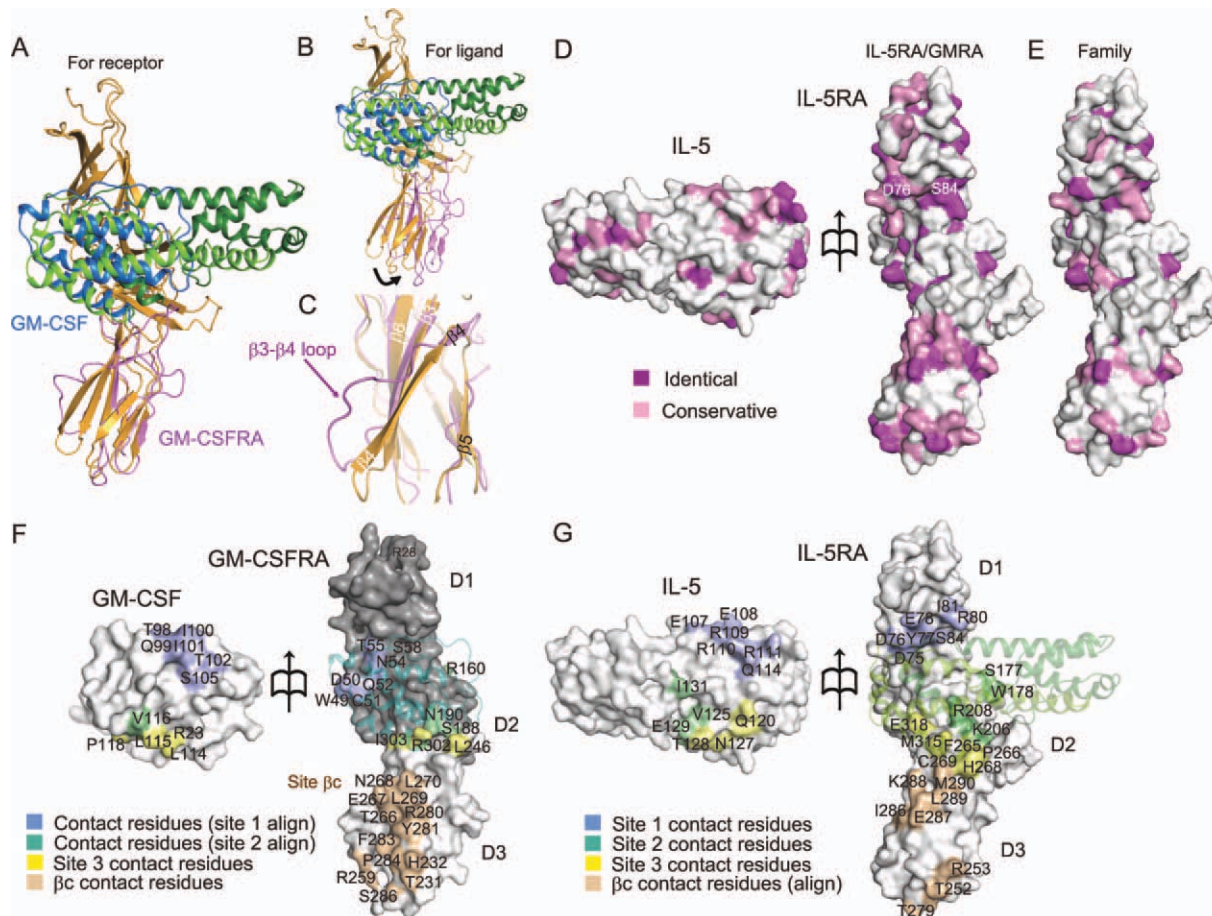 A
For receptor
GM-CSF
GM-CSFRA
B
For ligand
C
β6
β3
β4
β3-β4 loop
β4
β5
D
IL-5
IL-5RA/GMRA
IL-5RA
D76 S84
Identical
Conservative
E
Family
F
GM-CSF
T98 I100
Q99 I101
T102
S105
V116 R23
P118 L115
L114
GM-CSFRA
R28
D1
T55 S58
N54
R160
D50 Q52
W49 C51
N190
D2
S188
I303
R302 L246
Site βc
N268 L270
E267 L269
T266 R280
Y281
F283
P284 H232
D3
R259
T231
S286
Contact residues (site 1 align)
Contact residues (site 2 align)
Site 3 contact residues
βc contact residues
G
IL-5
E107 E108
R109
R110 R111
Q114
I131
V125
E129 Q120
T128 N127
IL-5RA
D1
I81
E78 R80
D76 Y77 S84
D75
S177
W178
R208
E318 K206
M315 F265 P266
D2
C269 H268
K288 M290
L289
I286
E287
D3
R253
T252
T279
Site 1 contact residues
Site 2 contact residues
Site 3 contact residues
βc contact residues (align)